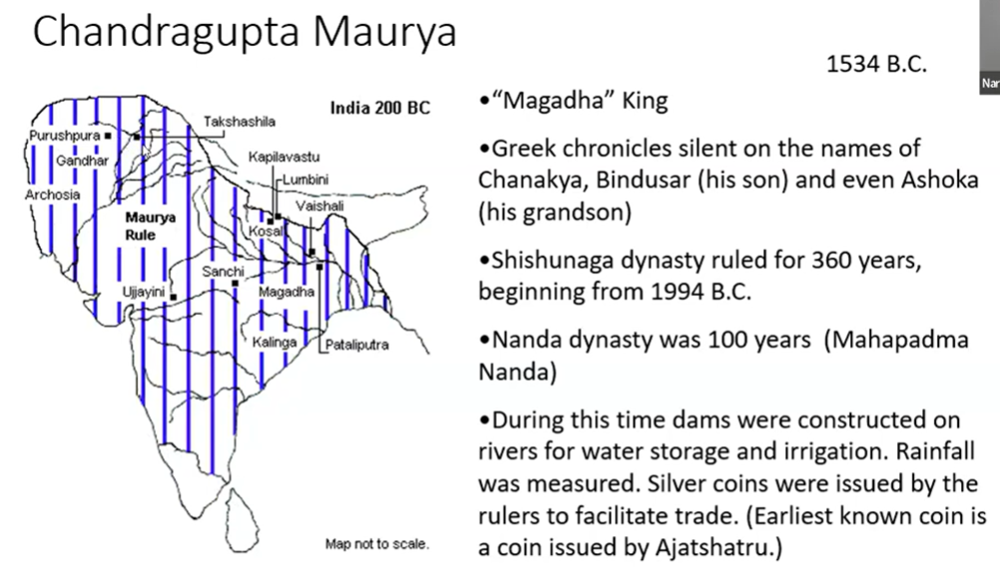 Chandragupta Maurya
1534 B.C.
Nar
India 200 BC
Takshashila
Purushpura
Gandhar
Kapilavastu
Lumbini
Archosia
Vaishali
Maurya
Rule
Kosal
Sanchi
Ujjayini
Magadha
Kalinga
Pataliputra
Map not to scale.
•“Magadha” King
•Greek chronicles silent on the names of
Chanakya, Bindusar (his son) and even Ashoka
(his grandson)
•Shishunaga dynasty ruled for 360 years,
beginning from 1994 B.C.
•Nanda dynasty was 100 years (Mahapadma
Nanda)
•During this time dams were constructed on
rivers for water storage and irrigation. Rainfall
was measured. Silver coins were issued by the
rulers to facilitate trade. (Earliest known coin is
a coin issued by Ajatshatru.)